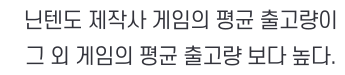 닌텐도 제작사 게임의 평균 출고량이
그 외 게임의 평균 출고량 보다 높다.